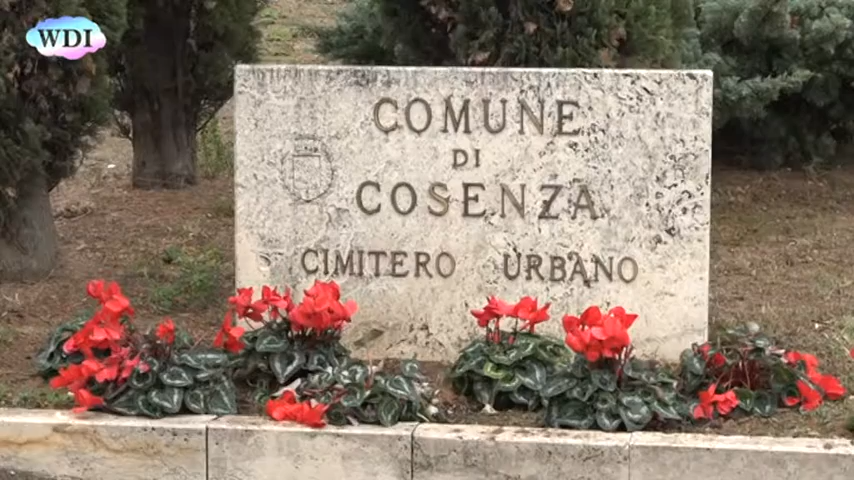 WDI
COMUNE
DI
COSENZA
CIMITERO URBANO